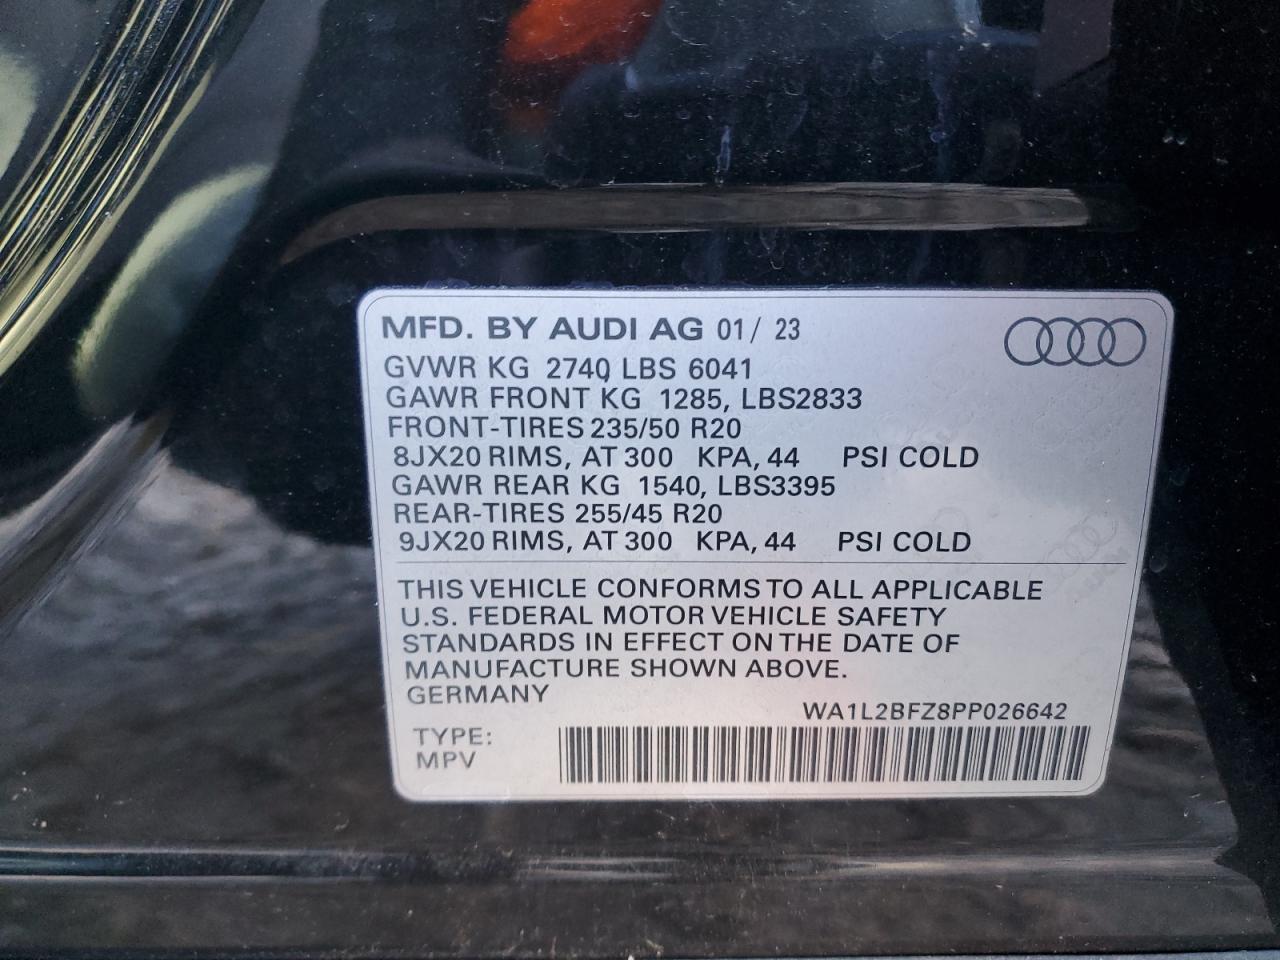 MFD. BY AUDI AG 01/ 23
GVWR KG 2740 LBS 6041
GAWR FRONT KG 1285, LBS2833
FRONT-TIRES 235/50 R20
8JX20 RIMS, AT 300 KPA, 44 PSI COLD
GAWR REAR KG 1540, LBS3395
REAR-TIRES 255/45 R20
9JX20 RIMS, AT 300 KPA, 44 PSI COLD
THIS VEHICLE CONFORMS TO ALL APPLICABLE
U.S. FEDERAL MOTOR VEHICLE SAFETY
STANDARDS IN EFFECT ON THE DATE OF
MANUFACTURE SHOWN ABOVE.
GERMANY
WA1L2BFZ8PP026642
TYPE:
MPV